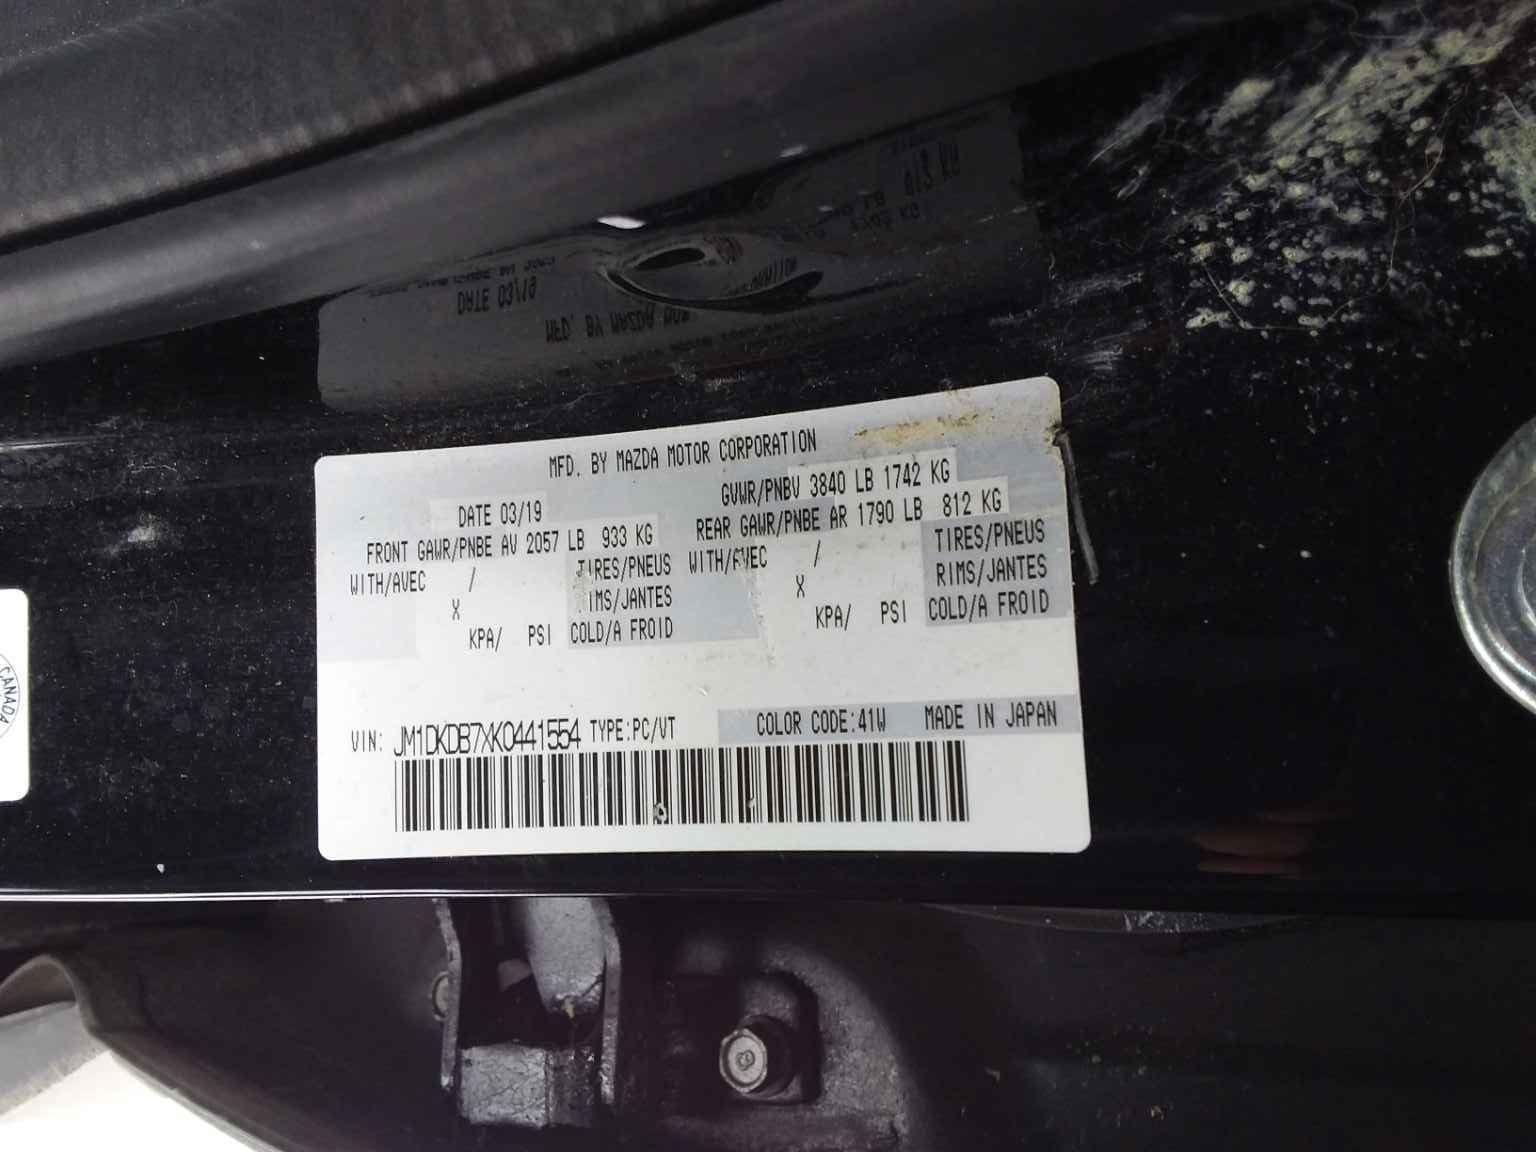 MFD. BY MAZDA MOTOR CORPORATION
DATE 03/19
GVWR/PNBV 3840 LB 1742 KG
FRONT GAWR/PNBE AV 2057 LB 933 KG
REAR GAWR/PNBE AR 1790 LB 812 KG
WITH/AVEC / TIRES/PNEUS
WITH/AVEC / TIRES/PNEUS
X RIMS/JANTES
X RIMS/JANTES
KPA/ PSI COLD/A FROID
KPA/ PSI COLD/A FROID
VIN: JM1DKDB7XK0441554 TYPE:PC/VT COLOR CODE:41W MADE IN JAPAN
CANADA